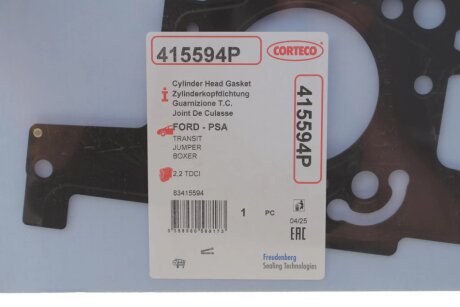 415594P
CORTECO
Cylinder Head Gasket
Zylinderkopfdichtung
Guarnizione T.C.
Joint De Culasse
FORD - PSA
TRANSIT
JUMPER
BOXER
2,2 TDCI
83415594
1 PC
04/25
EAC
Freudenberg
Sealing Technologies
415594P